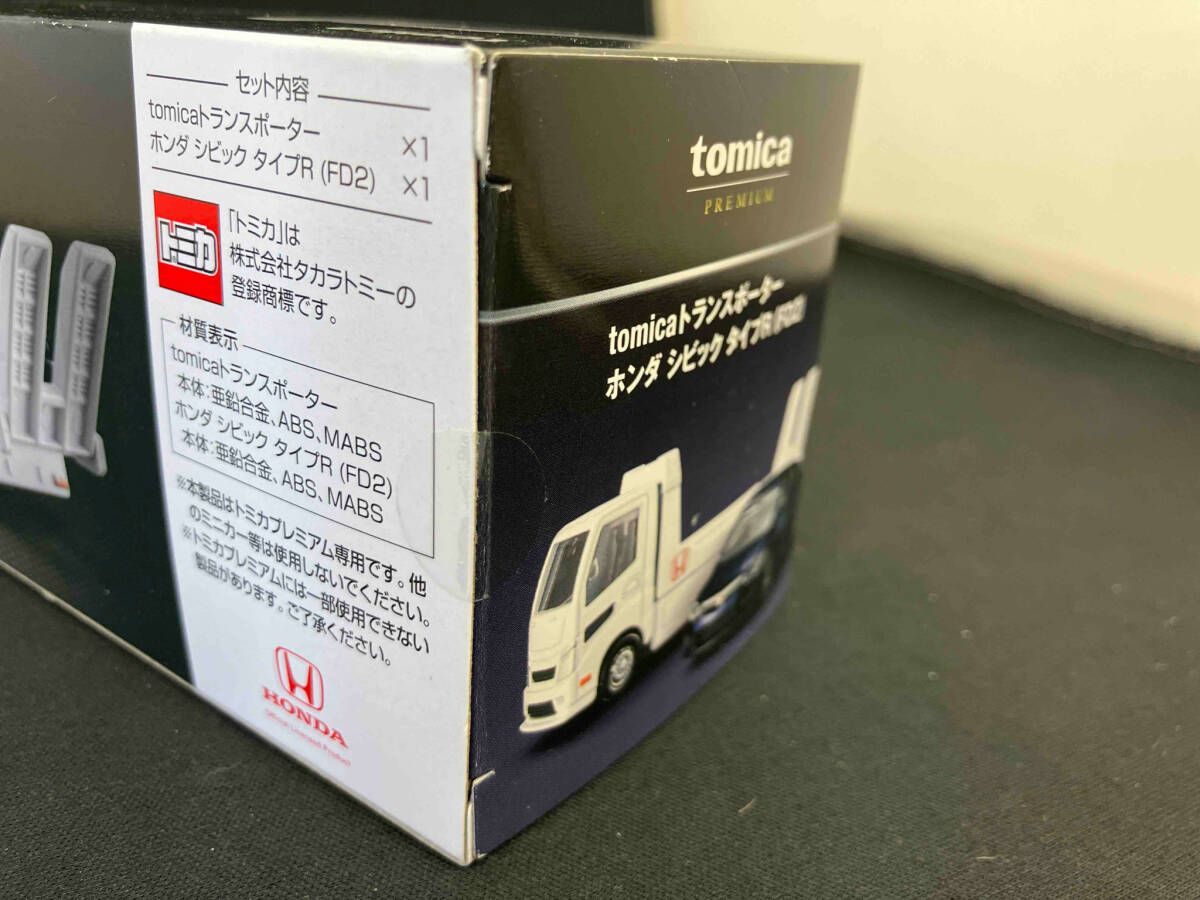 セット内容
tomicaトランスポーター ×1
ホンダ シビック タイプR (FD2) ×1
トミカ
「トミカ」は
株式会社タカラトミーの
登録商標です。
材質表示
tomicaトランスポーター
本体:亜鉛合金、ABS、MABS
ホンダ シビック タイプR (FD2)
本体:亜鉛合金、ABS、MABS
※本製品はトミカプレミアム専用です。他
のミニカー等は使用しないでください。
※トミカプレミアムには一部使用できない
製品があります。ご了承ください。
HONDA
Official Licensed Product
tomica
PREMIUM
tomicaトランスポーター
ホンダ シビック タイプR (FD2)